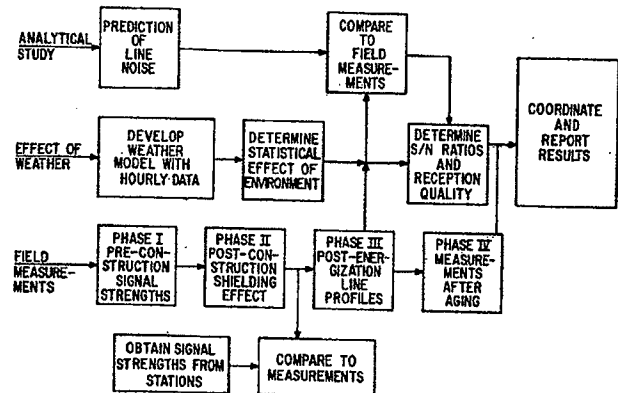 ANALYTICAL
STUDY
PREDICTION
OF
LINE
NOISE
COMPARE
TO
FIELD
MEASURE-
MENTS
COORDINATE
AND
REPORT
RESULTS
EFFECT OF
WEATHER
DEVELOP
WEATHER
MODEL WITH
HOURLY DATA
DETERMINE
STATISTICAL
EFFECT OF
ENVIRONMENT
DETERMINE
S/N RATIOS
AND
RECEPTION
QUALITY
FIELD
MEASURE-
MENTS
PHASE I
PRE-CON-
STRUCTION
SIGNAL
STRENGTHS
PHASE II
POST-CON-
STRUCTION
SHIELDING
EFFECT
PHASE III
POST-ENERGI-
ZATION
LINE
PROFILES
PHASE IV
MEASURE-
MENTS
AFTER
AGING
OBTAIN SIGNAL
STRENGTHS FROM
STATIONS
COMPARE TO
MEASUREMENTS